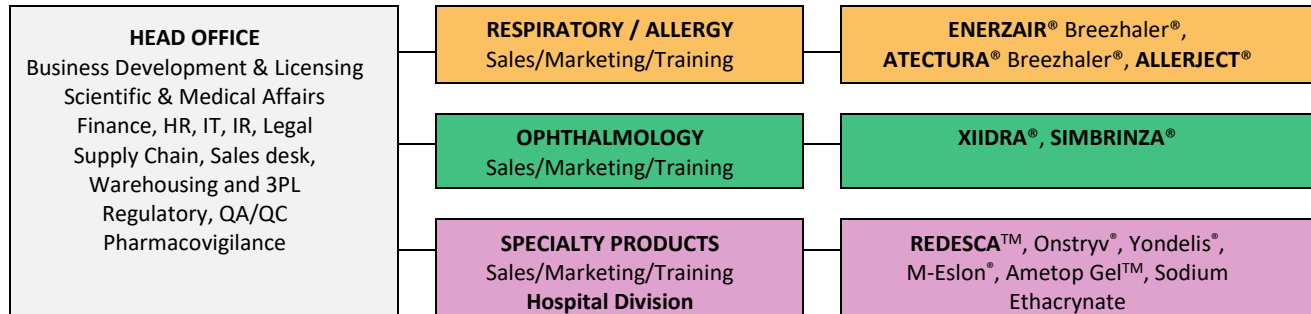 HEAD OFFICE
Business Development & Licensing
Scientific & Medical Affairs
Finance, HR, IT, IR, Legal
Supply Chain, Sales desk,
Warehousing and 3PL
Regulatory, QA/QC
Pharmacovigilance
RESPIRATORY / ALLERGY
Sales/Marketing/Training
ENERZAIR® Breezhaler®,
ATECTURA® Breezhaler®, ALLERJECT®
OPHTHALMOLOGY
Sales/Marketing/Training
XIIDRA®, SIMBRINZA®
SPECIALTY PRODUCTS
Sales/Marketing/Training
Hospital Division
REDESCA™, Onstryv®, Yondelis®,
M-Eslon®, Ametop Gel™, Sodium
Ethacrynate